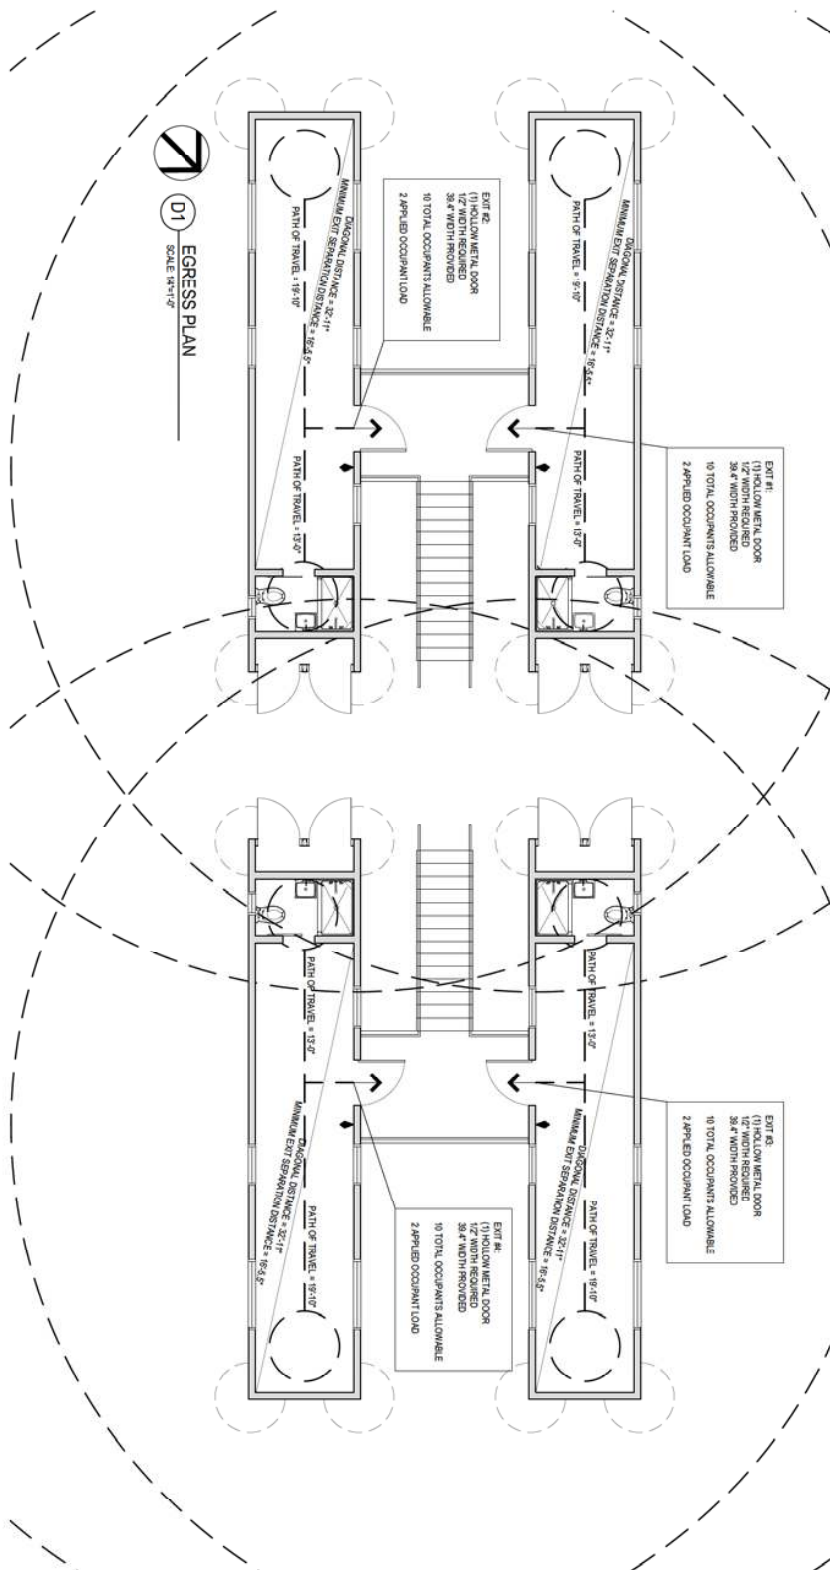 EXIT #1:
(1) HOLLOW METAL DOOR
1/2" WIDTH REQUIRED
39.4" WIDTH PROVIDED
10 TOTAL OCCUPANTS ALLOWABLE
2 APPLIED OCCUPANT LOAD
EXIT #3:
(1) HOLLOW METAL DOOR
1/2" WIDTH REQUIRED
39.4" WIDTH PROVIDED
10 TOTAL OCCUPANTS ALLOWABLE
2 APPLIED OCCUPANT LOAD
DIAGONAL DISTANCE = 32'-11"
MINIMUM EXIT SEPARATION DISTANCE = 16'-5.5"
PATH OF TRAVEL = 19'-10"
PATH OF TRAVEL = 13'-0"
PATH OF TRAVEL = 13'-0"
PATH OF TRAVEL = 19'-10"
DIAGONAL DISTANCE = 32'-11"
MINIMUM EXIT SEPARATION DISTANCE = 16'-5.5"
EXIT #2:
(1) HOLLOW METAL DOOR
1/2" WIDTH REQUIRED
39.4" WIDTH PROVIDED
10 TOTAL OCCUPANTS ALLOWABLE
2 APPLIED OCCUPANT LOAD
EXIT #4:
(1) HOLLOW METAL DOOR
1/2" WIDTH REQUIRED
39.4" WIDTH PROVIDED
10 TOTAL OCCUPANTS ALLOWABLE
2 APPLIED OCCUPANT LOAD
DIAGONAL DISTANCE = 32'-11"
MINIMUM EXIT SEPARATION DISTANCE = 16'-5.5"
PATH OF TRAVEL = 19'-10"
PATH OF TRAVEL = 13'-0"
PATH OF TRAVEL = 13'-0"
PATH OF TRAVEL = 19'-10"
DIAGONAL DISTANCE = 32'-11"
MINIMUM EXIT SEPARATION DISTANCE = 16'-5.5"
D1
EGRESS PLAN
SCALE: 1/4"=1'-0"